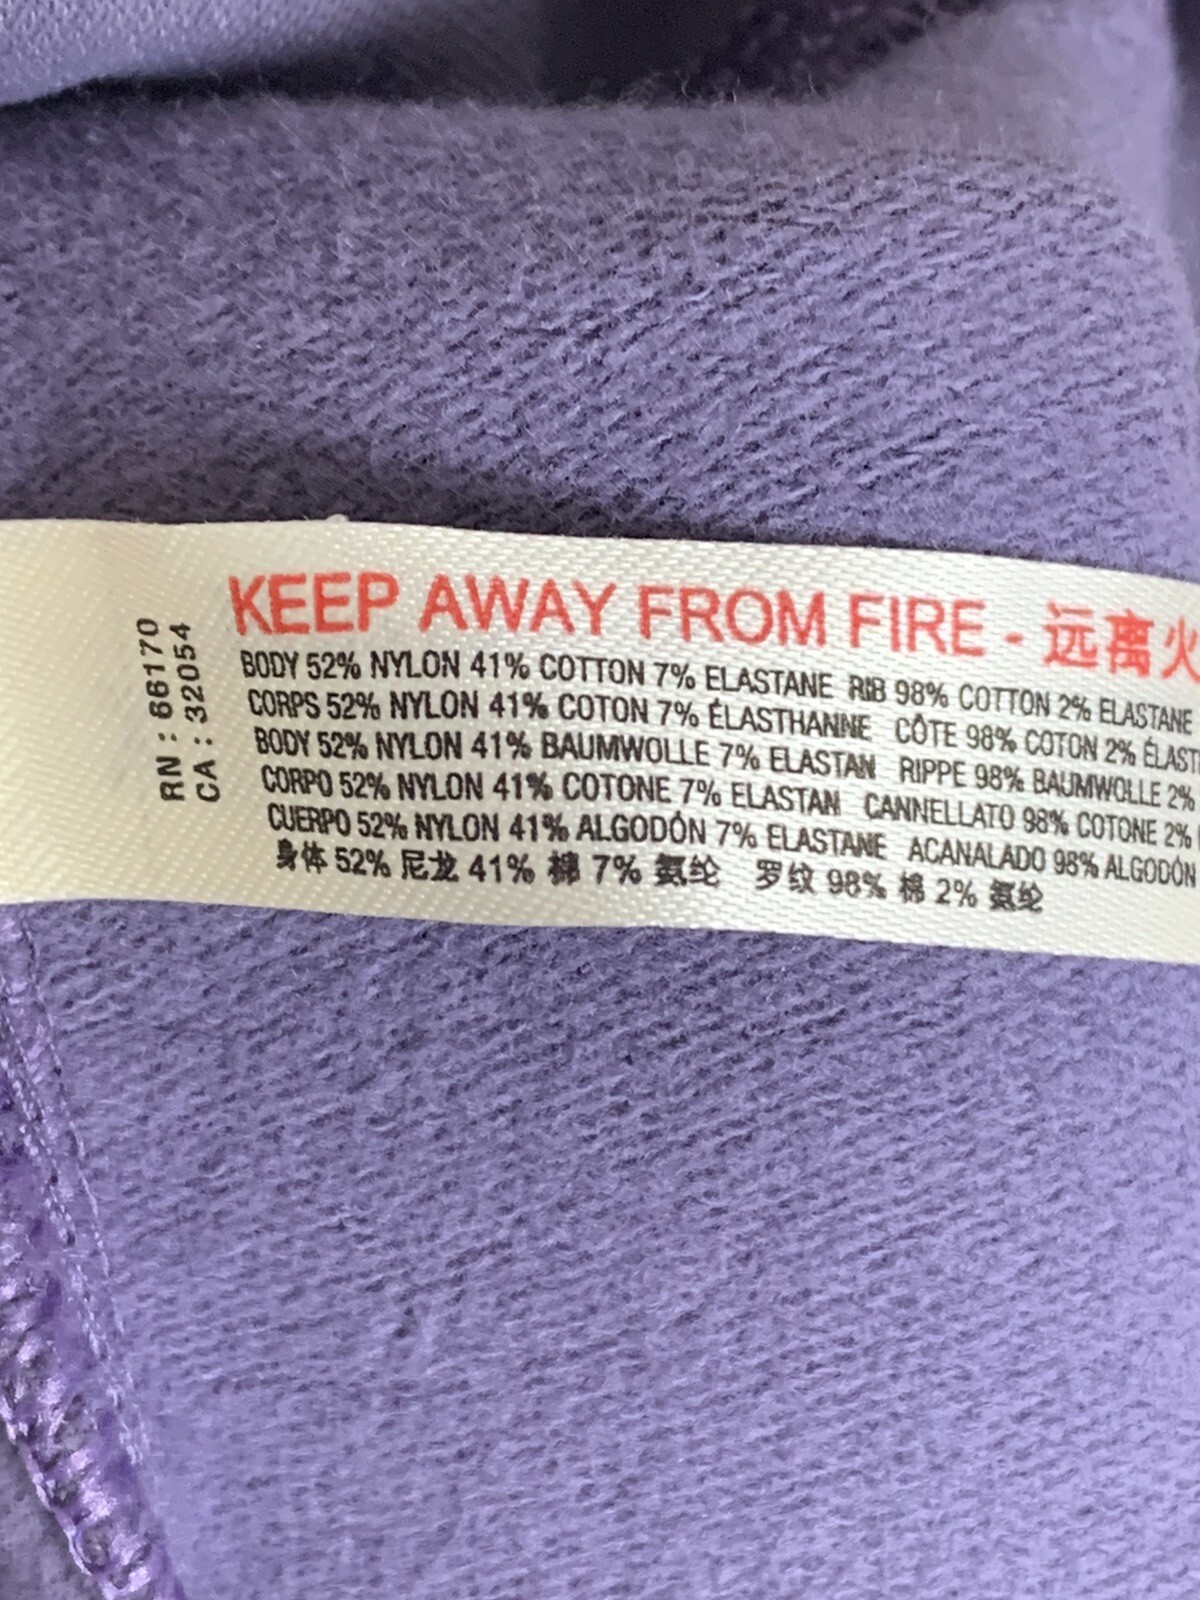 RN : 66170
CA : 32054
KEEP AWAY FROM FIRE - 远离火
BODY 52% NYLON 41% COTTON 7% ELASTANE RIB 98% COTTON 2% ELASTANE
CORPS 52% NYLON 41% COTON 7% ÉLASTHANNE CÔTE 98% COTON 2% ÉLAST
BODY 52% NYLON 41% BAUMWOLLE 7% ELASTAN RIPPE 98% BAUMWOLLE 2%
CORPO 52% NYLON 41% COTONE 7% ELASTAN CANNELLATO 98% COTONE 2%
CUERPO 52% NYLON 41% ALGODÓN 7% ELASTANE ACANALADO 98% ALGODÓN
身体 52% 尼龙 41% 棉 7% 氨纶 罗纹 98% 棉 2% 氨纶